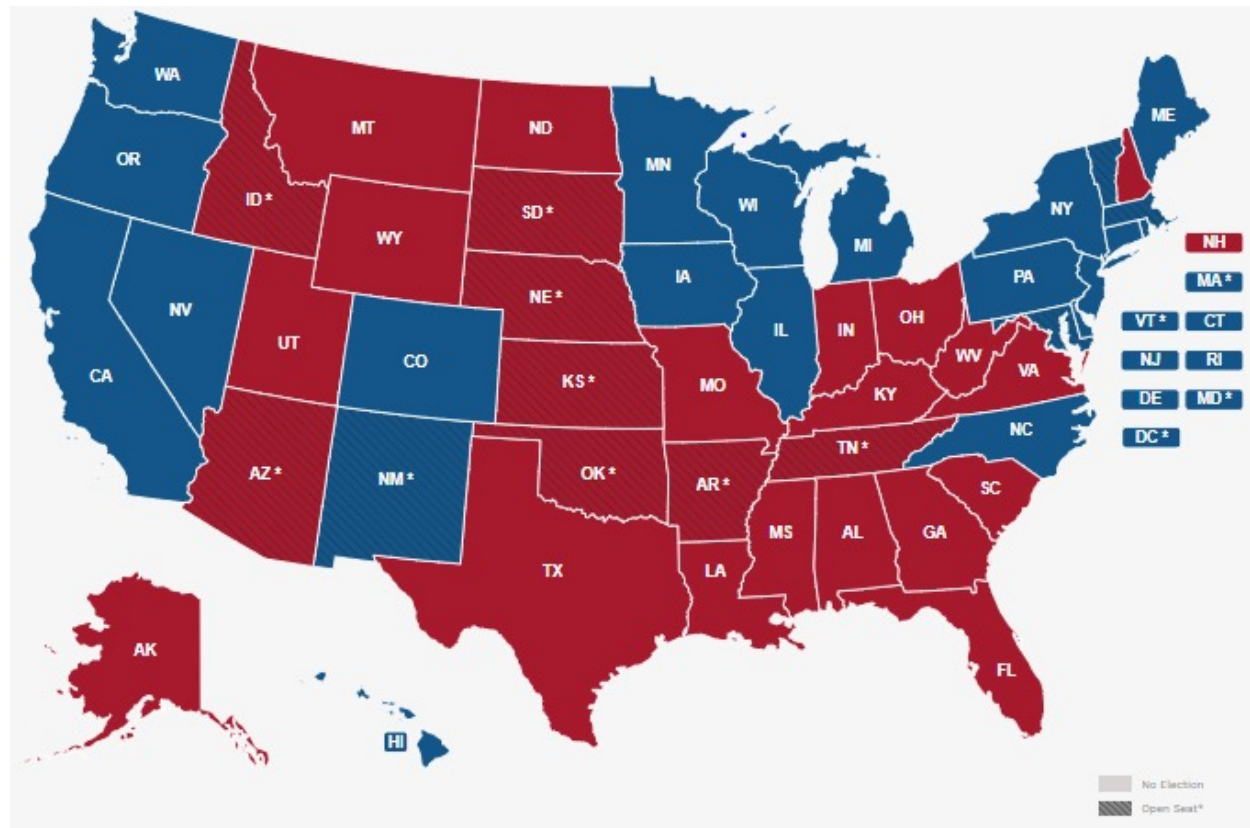 WA
MT
ND
ME
OR
MN
ID *
SD *
WI
NY
WY
MI
NH
IA
PA
MA *
NE *
NV
IL
IN
OH
VT *
CT
UT
CO
WV
NJ
RI
CA
KS *
MO
KY
VA
DE
MD *
NC
DC *
AZ *
NM *
OK *
AR *
TN *
SC
MS
AL
GA
TX
LA
AK
FL
HI
No Election
Open Seat*